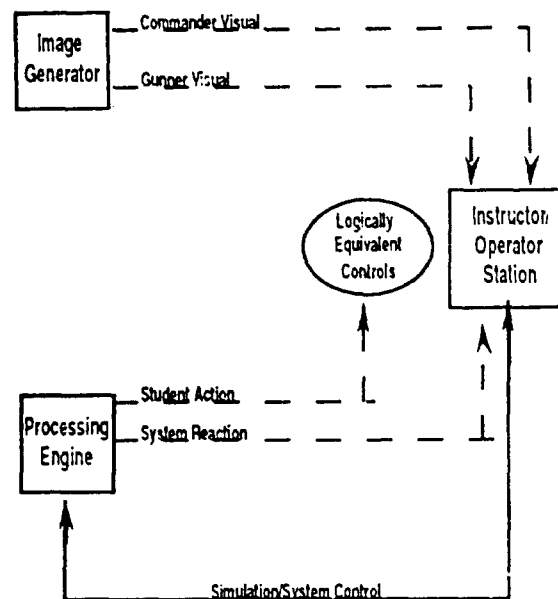 Commander Visual
Image
Generator
Gunner Visual
Logically
Equivalent
Controls
Instructor/
Operator
Station
Student Action
Processing
Engine
System Reaction
Simulation/System Control